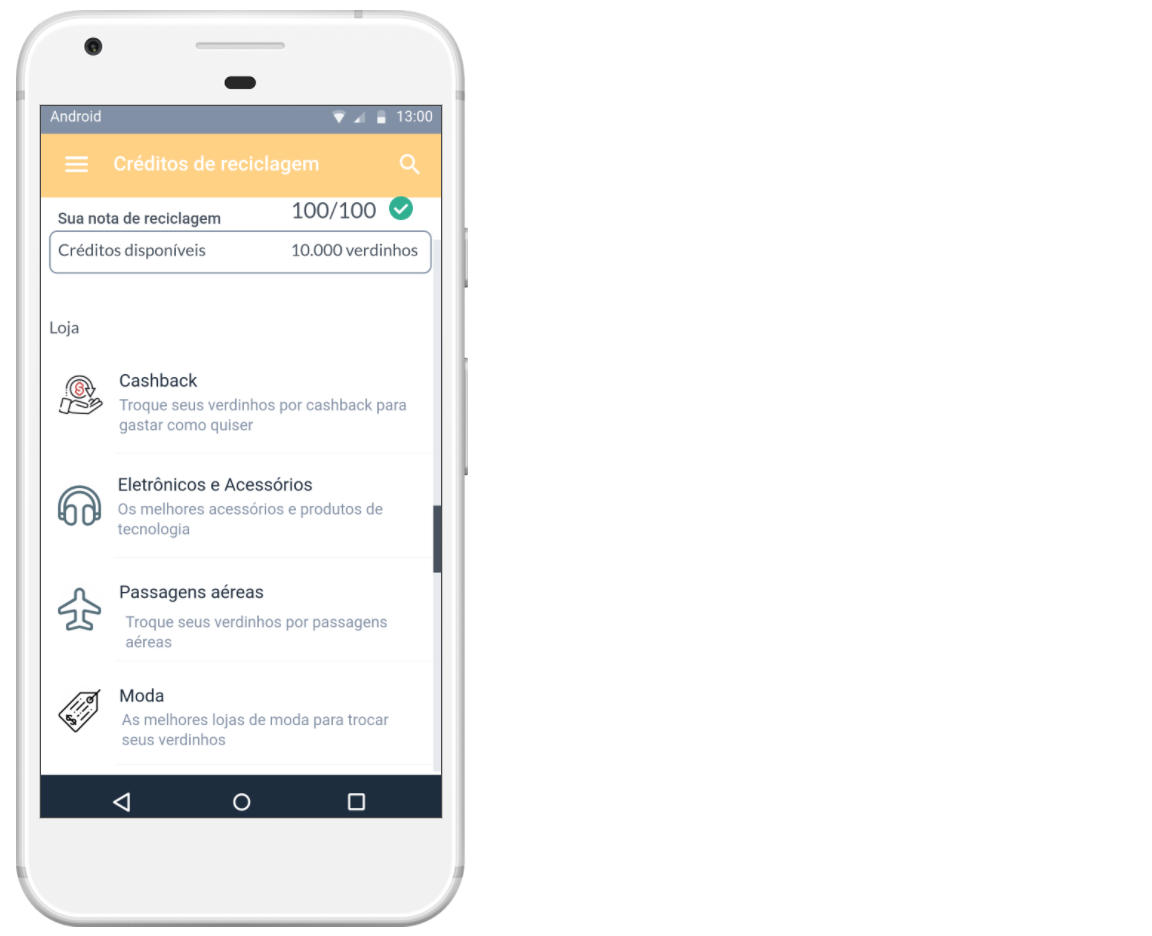 Android 13:00
Créditos de reciclagem
Sua nota de reciclagem 100/100
Créditos disponíveis 10.000 verdinhos
Loja
Cashback
Troque seus verdinhos por cashback para
gastar como quiser
Eletrônicos e Acessórios
Os melhores acessórios e produtos de
tecnologia
Passagens aéreas
Troque seus verdinhos por passagens
aéreas
Moda
As melhores lojas de moda para trocar
seus verdinhos